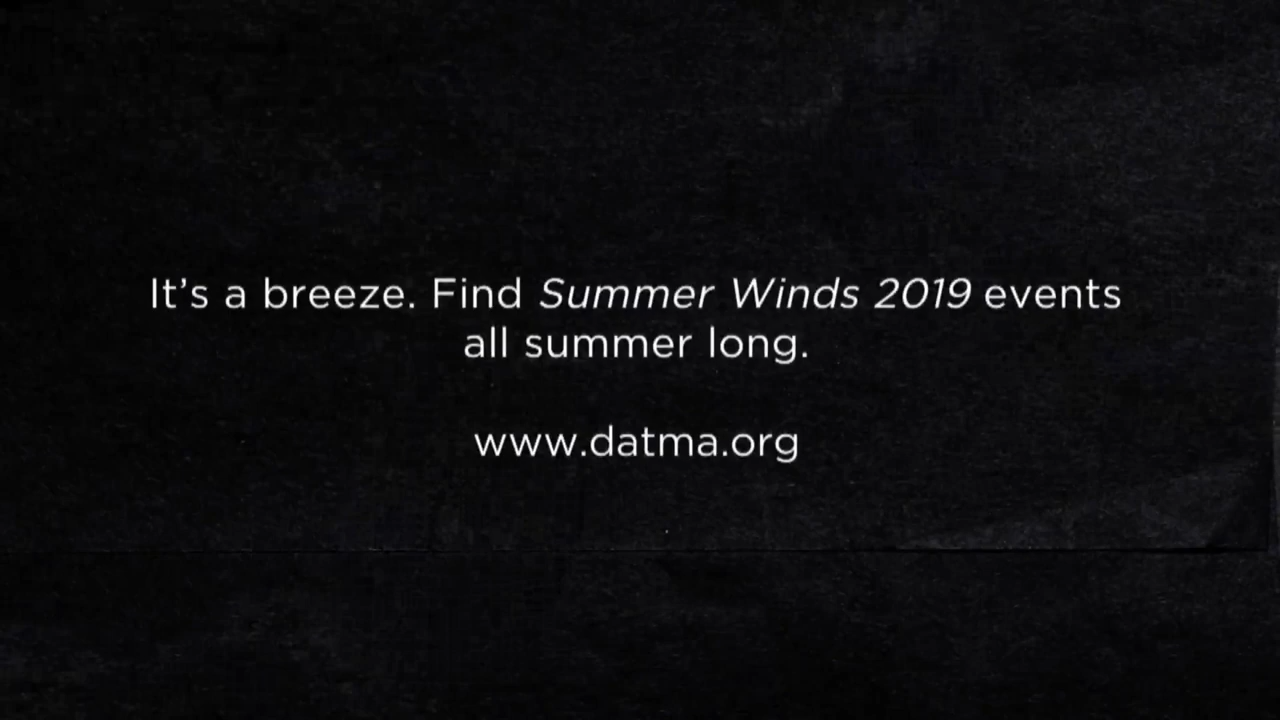 It’s a breeze. Find Summer Winds 2019 events
all summer long.
www.datma.org